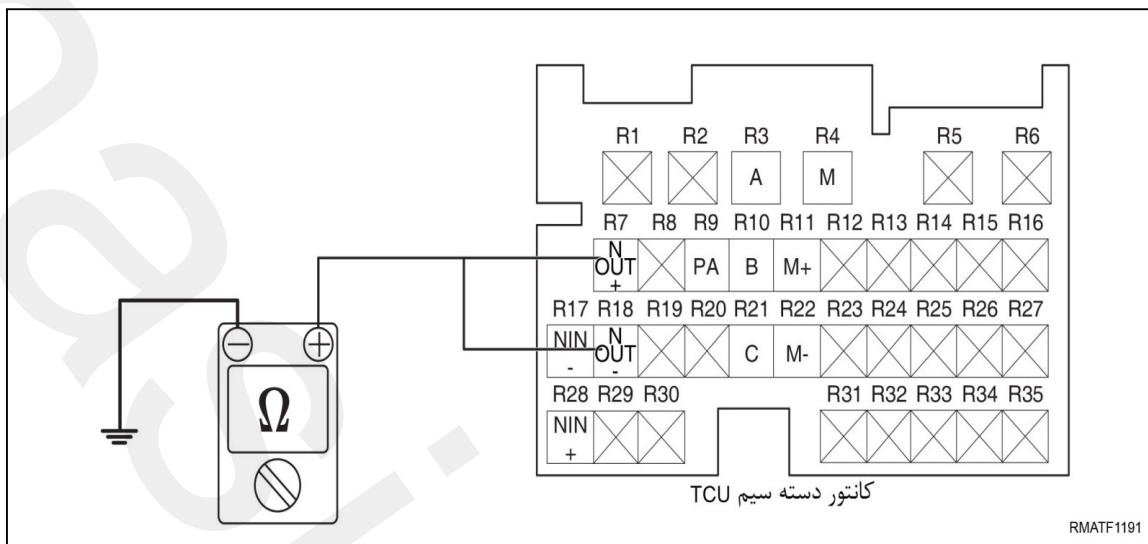 R1 R2 R3 R4 R5 R6
A M
R7 R8 R9 R10 R11 R12 R13 R14 R15 R16
N OUT + PA B M+
R17 R18 R19 R20 R21 R22 R23 R24 R25 R26 R27
NIN - N OUT - C M-
R28 R29 R30 R31 R32 R33 R34 R35
NIN +
− +
Ω
کانتور دسته سیم TCU
RMATF1191